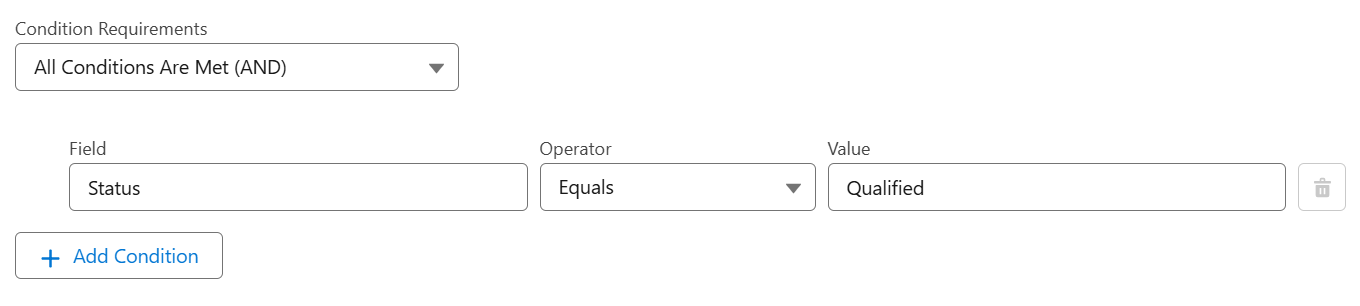 Condition Requirements
All Conditions Are Met (AND)
Field Operator Value
Status Equals Qualified
Add Condition